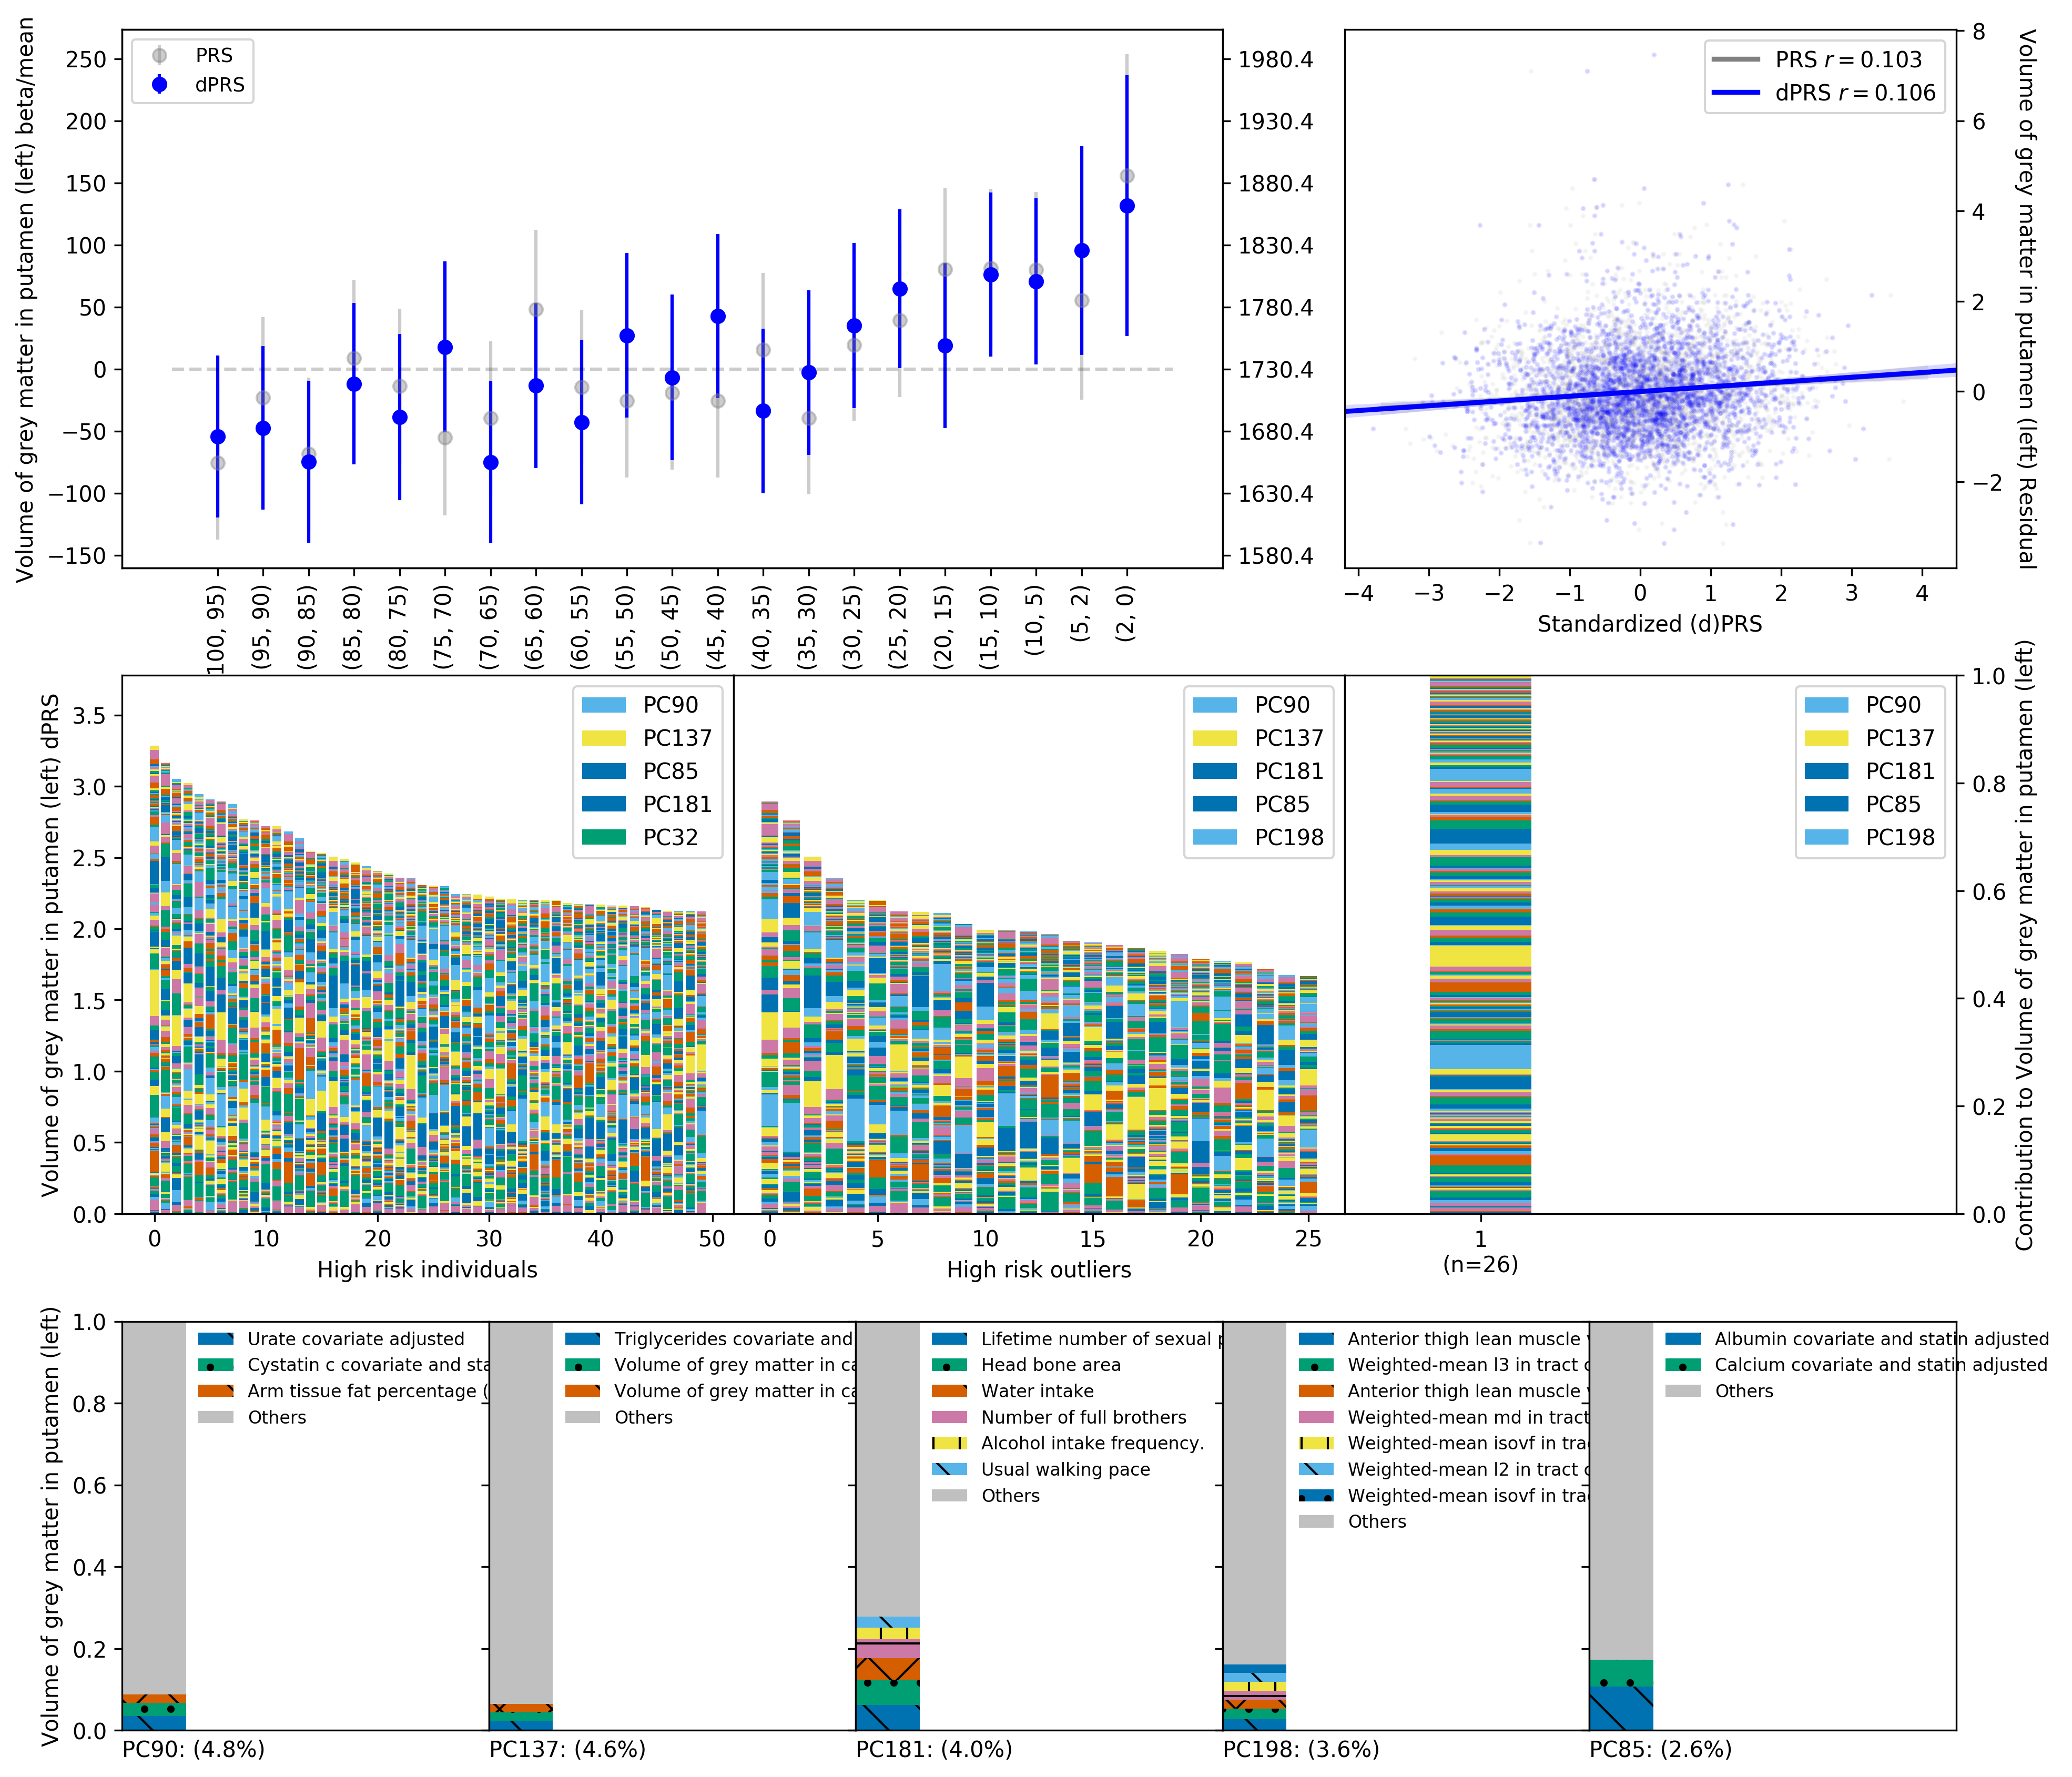 Volume of grey matter in putamen (left) beta/mean
250
200
150
100
50
0
−50
−100
−150
PRS
dPRS
1980.4
1930.4
1880.4
1830.4
1780.4
1730.4
1680.4
1630.4
1580.4
100, 95)
(95, 90)
(90, 85)
(85, 80)
(80, 75)
(75, 70)
(70, 65)
(65, 60)
(60, 55)
(55, 50)
(50, 45)
(45, 40)
(40, 35)
(35, 30)
(30, 25)
(25, 20)
(20, 15)
(15, 10)
(10, 5)
(5, 2)
(2, 0)
PRS r = 0.103
dPRS r = 0.106
8
6
4
2
0
−2
Volume of grey matter in putamen (left) Residual
−4
−3
−2
−1
0
1
2
3
4
Standardized (d)PRS
Volume of grey matter in putamen (left) dPRS
3.5
3.0
2.5
2.0
1.5
1.0
0.5
0.0
PC90
PC137
PC85
PC181
PC32
0
10
20
30
40
50
High risk individuals
PC90
PC137
PC181
PC85
PC198
0
5
10
15
20
25
High risk outliers
PC90
PC137
PC181
PC85
PC198
1
(n=26)
1.0
0.8
0.6
0.4
0.2
0.0
Contribution to Volume of grey matter in putamen (left)
Volume of grey matter in putamen (left)
1.0
0.8
0.6
0.4
0.2
0.0
Urate covariate adjusted
Cystatin c covariate and sta
Arm tissue fat percentage (
Others
PC90: (4.8%)
Triglycerides covariate and
Volume of grey matter in ca
Volume of grey matter in ca
Others
PC137: (4.6%)
Lifetime number of sexual p
Head bone area
Water intake
Number of full brothers
Alcohol intake frequency.
Usual walking pace
Others
PC181: (4.0%)
Anterior thigh lean muscle v
Weighted-mean l3 in tract c
Anterior thigh lean muscle v
Weighted-mean md in tract
Weighted-mean isovf in trac
Weighted-mean l2 in tract c
Weighted-mean isovf in trac
Others
PC198: (3.6%)
Albumin covariate and statin adjusted
Calcium covariate and statin adjusted
Others
PC85: (2.6%)